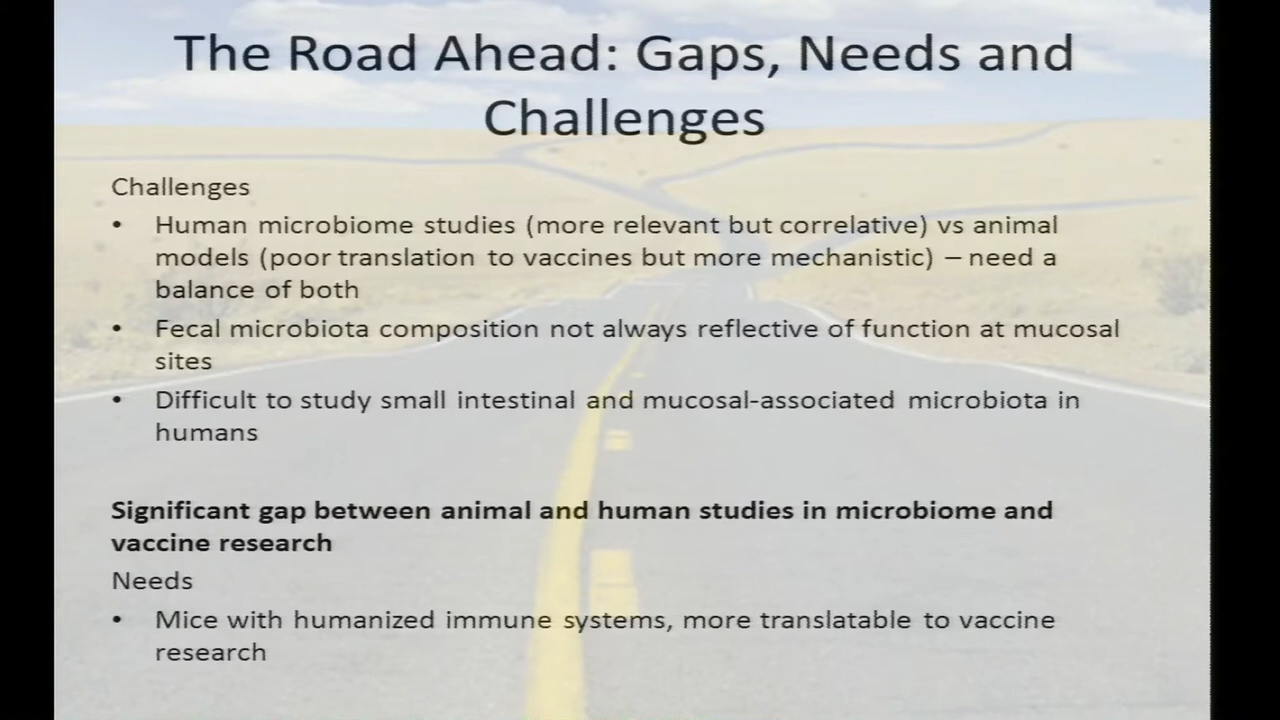 The Road Ahead: Gaps, Needs and
Challenges
Challenges
• Human microbiome studies (more relevant but correlative) vs animal
models (poor translation to vaccines but more mechanistic) – need a
balance of both
• Fecal microbiota composition not always reflective of function at mucosal
sites
• Difficult to study small intestinal and mucosal-associated microbiota in
humans
Significant gap between animal and human studies in microbiome and
vaccine research
Needs
• Mice with humanized immune systems, more translatable to vaccine
research